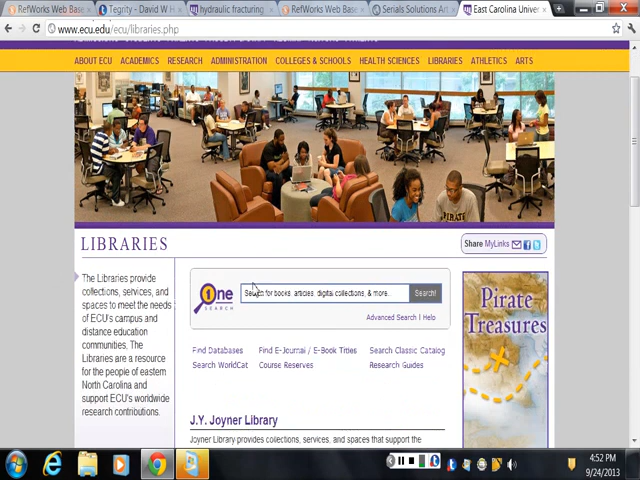 RefWorks Web Base
Tegrity - David W H
hydraulic fracturing
RefWorks Web Base
Serials Solutions Art
East Carolina Univer
www.ecu.edu/ecu/libraries.php
ABOUT ECU ACADEMICS RESEARCH ADMINISTRATION COLLEGES & SCHOOLS HEALTH SCIENCES LIBRARIES ATHLETICS ARTS
PIRATE
LIBRARIES
Share MyLinks
The Libraries provide
collections, services, and
spaces to meet the needs
of ECU's campus and
distance education
communities. The
Libraries are a resource
for the people of eastern
North Carolina and
support ECU's worldwide
research contributions.
One
SEARCH
Search for books, articles, digital collections, & more.
Search!
Advanced Search | Help
Find Databases Find E-Journal / E-Book Titles Search Classic Catalog
Search WorldCat Course Reserves Research Guides
J.Y. Joyner Library
Joyner Library provides collections, services, and spaces that support the
Pirate
Treasures
4:52 PM
9/24/2013